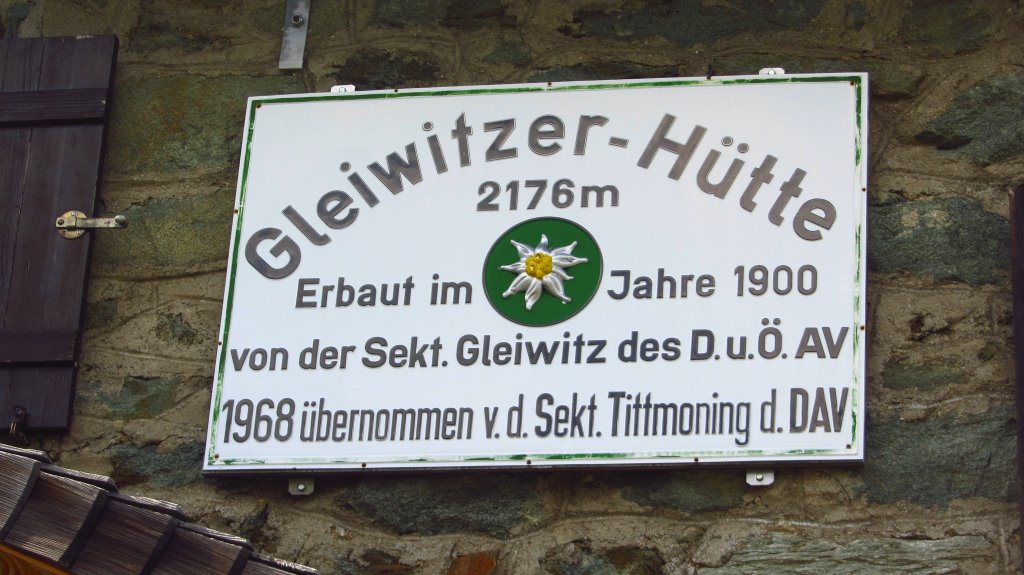 Gleiwitzer-Hütte
2176m
Erbaut im Jahre 1900
von der Sekt. Gleiwitz des D.u.Ö. AV
1968 übernommen v. d. Sekt. Tittmoning d. DAV